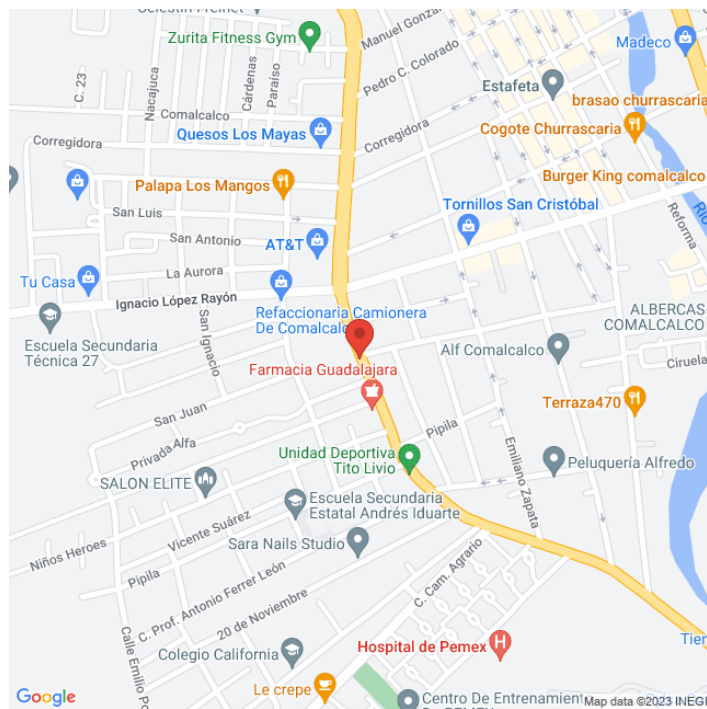 Celestin Freinet
Zurita Fitness Gym
Manuel Gonzál
Madeco
Pedro C. Colorado
Estafeta
C. 23
Nacajuca
Cárdenas
Paraíso
Comalcalco
brasao churrascaria
Corregidora
Quesos Los Mayas
Corregidora
Cogote Churrascaria
Palapa Los Mangos
Burger King comalcalco
San Luis
Tornillos San Cristóbal
Reforma
San Antonio
AT&T
La Aurora
Tu Casa
Ignacio López Rayón
Refaccionaria Camionera
De Comalcalco
ALBERCAS
COMALCALCO
Escuela Secundaria
Técnica 27
San Ignacio
Alf Comalcalco
Ciruela
Farmacia Guadalajara
San Juan
Terraza470
Privada Alfa
Pipila
Emiliano Zapata
Unidad Deportiva
Tito Livio
Peluquería Alfredo
SALON ELITE
Escuela Secundaria
Estatal Andrés Iduarte
Vicente Suárez
Niños Heroes
Sara Nails Studio
Pipila
C. Cam. Agrario
C. Prof. Antonio Ferrer León
20 de Noviembre
Calle Emilio Po
Hospital de Pemex
Tier
Colegio California
Le crepe
Google
Centro De Entrenamien
Map data ©2023 INEGI